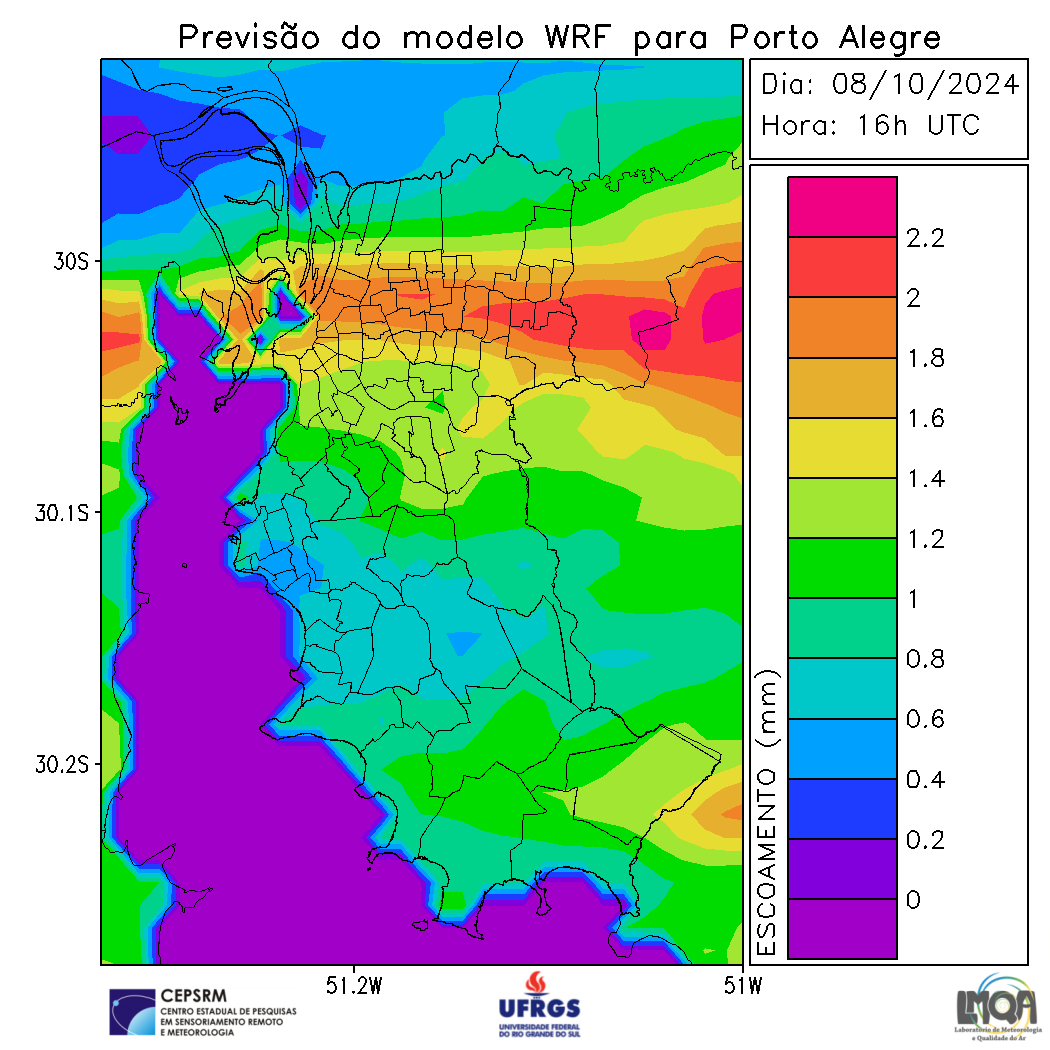 Previsão do modelo WRF para Porto Alegre
Dia: 08/10/2024
Hora: 16h UTC
30S
30.1S
30.2S
51.2W
51W
ESCOAMENTO (mm)
2.2
2
1.8
1.6
1.4
1.2
1
0.8
0.6
0.4
0.2
0
CEPSRM
CENTRO ESTADUAL DE PESQUISAS
EM SENSORIAMENTO REMOTO
E METEOROLOGIA
UFRGS
UNIVERSIDADE FEDERAL
DO RIO GRANDE DO SUL
LMQA
Laboratório de Meteorologia
e Qualidade do Ar